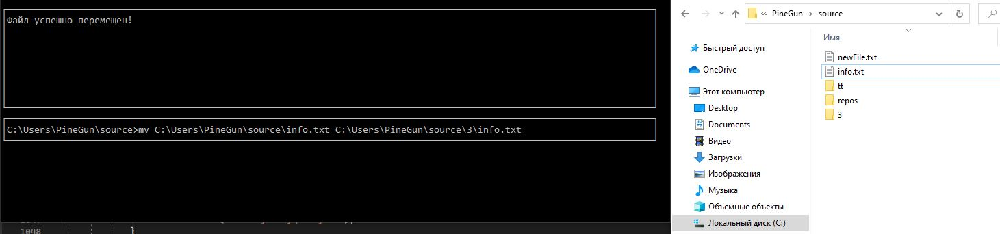 Файл успешно перемещен!
C:\Users\PineGun\source>mv C:\Users\PineGun\source\info.txt C:\Users\PineGun\source\3\info.txt
1048
}
« PineGun › source
Быстрый доступ
OneDrive
Этот компьютер
Desktop
Documents
Видео
Загрузки
Изображения
Музыка
Объемные объекты
Локальный диск (C:)
Имя
newFile.txt
info.txt
tt
repos
3